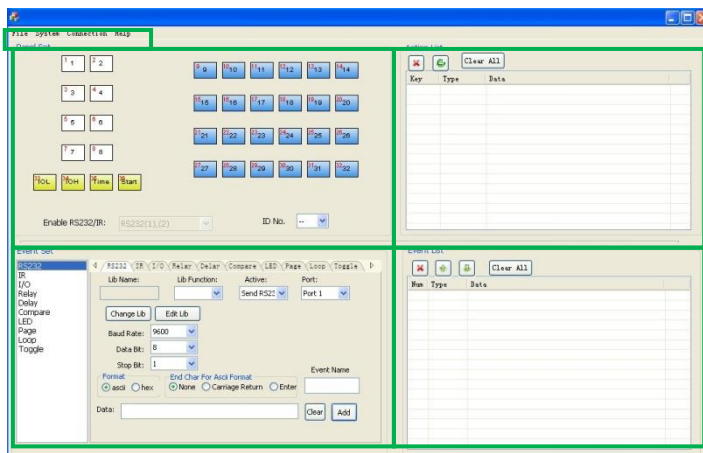 File System Connection Help
Panel Set
Action List
1 1 2 2
9 9 10 10 11 11 12 12 13 13 14 14
Clear All
Key Type Data
3 3 4 4
15 15 16 16 17 17 18 18 19 19 20 20
5 5 6 6
21 21 22 22 23 23 24 24 25 25 26 26
7 7 8 8
27 27 28 28 29 29 30 30 31 31 32 32
IOL IOH Time Start
Enable RS232/IR: RS232(1),(2) ID No. --
Event Set
Event List
RS232
IR
I/O
Relay
Delay
Compare
LED
Page
Loop
Toggle
RS232 IR I/O Relay Delar Compare LED Page Loop Toggle
Lib Name: Lib Function: Active: Port:
Send RS23 Port 1
Change Lib Edit Lib
Baud Rate: 9600
Data Bit: 8
Stop Bit: 1
Format End Char For Ascii Format Event Name
ascii hex None Carriage Return Enter
Data: Clear Add
Clear All
Num Type Data